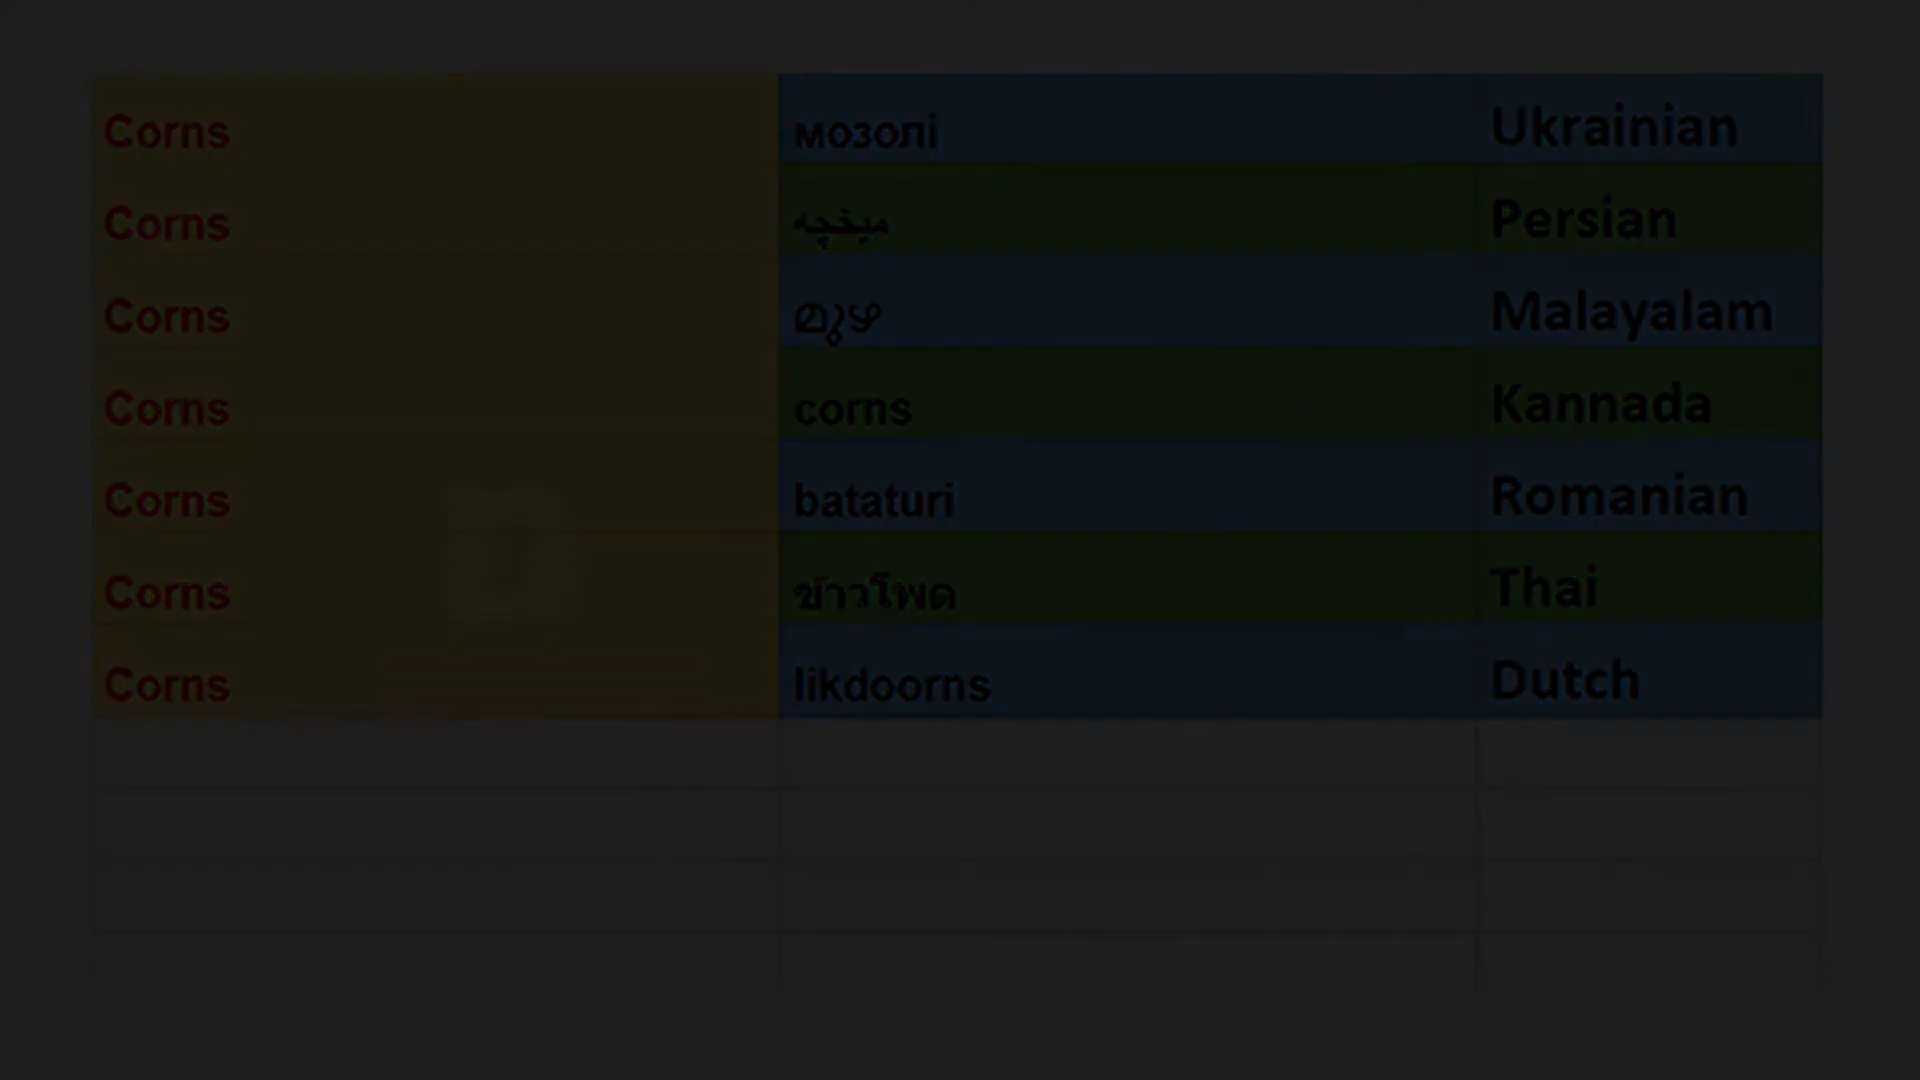 Corns мозолі Ukrainian
Corns میخچه Persian
Corns മുഴ Malayalam
Corns corns Kannada
Corns bataturi Romanian
Corns ข้าวโพด Thai
Corns likdoorns Dutch